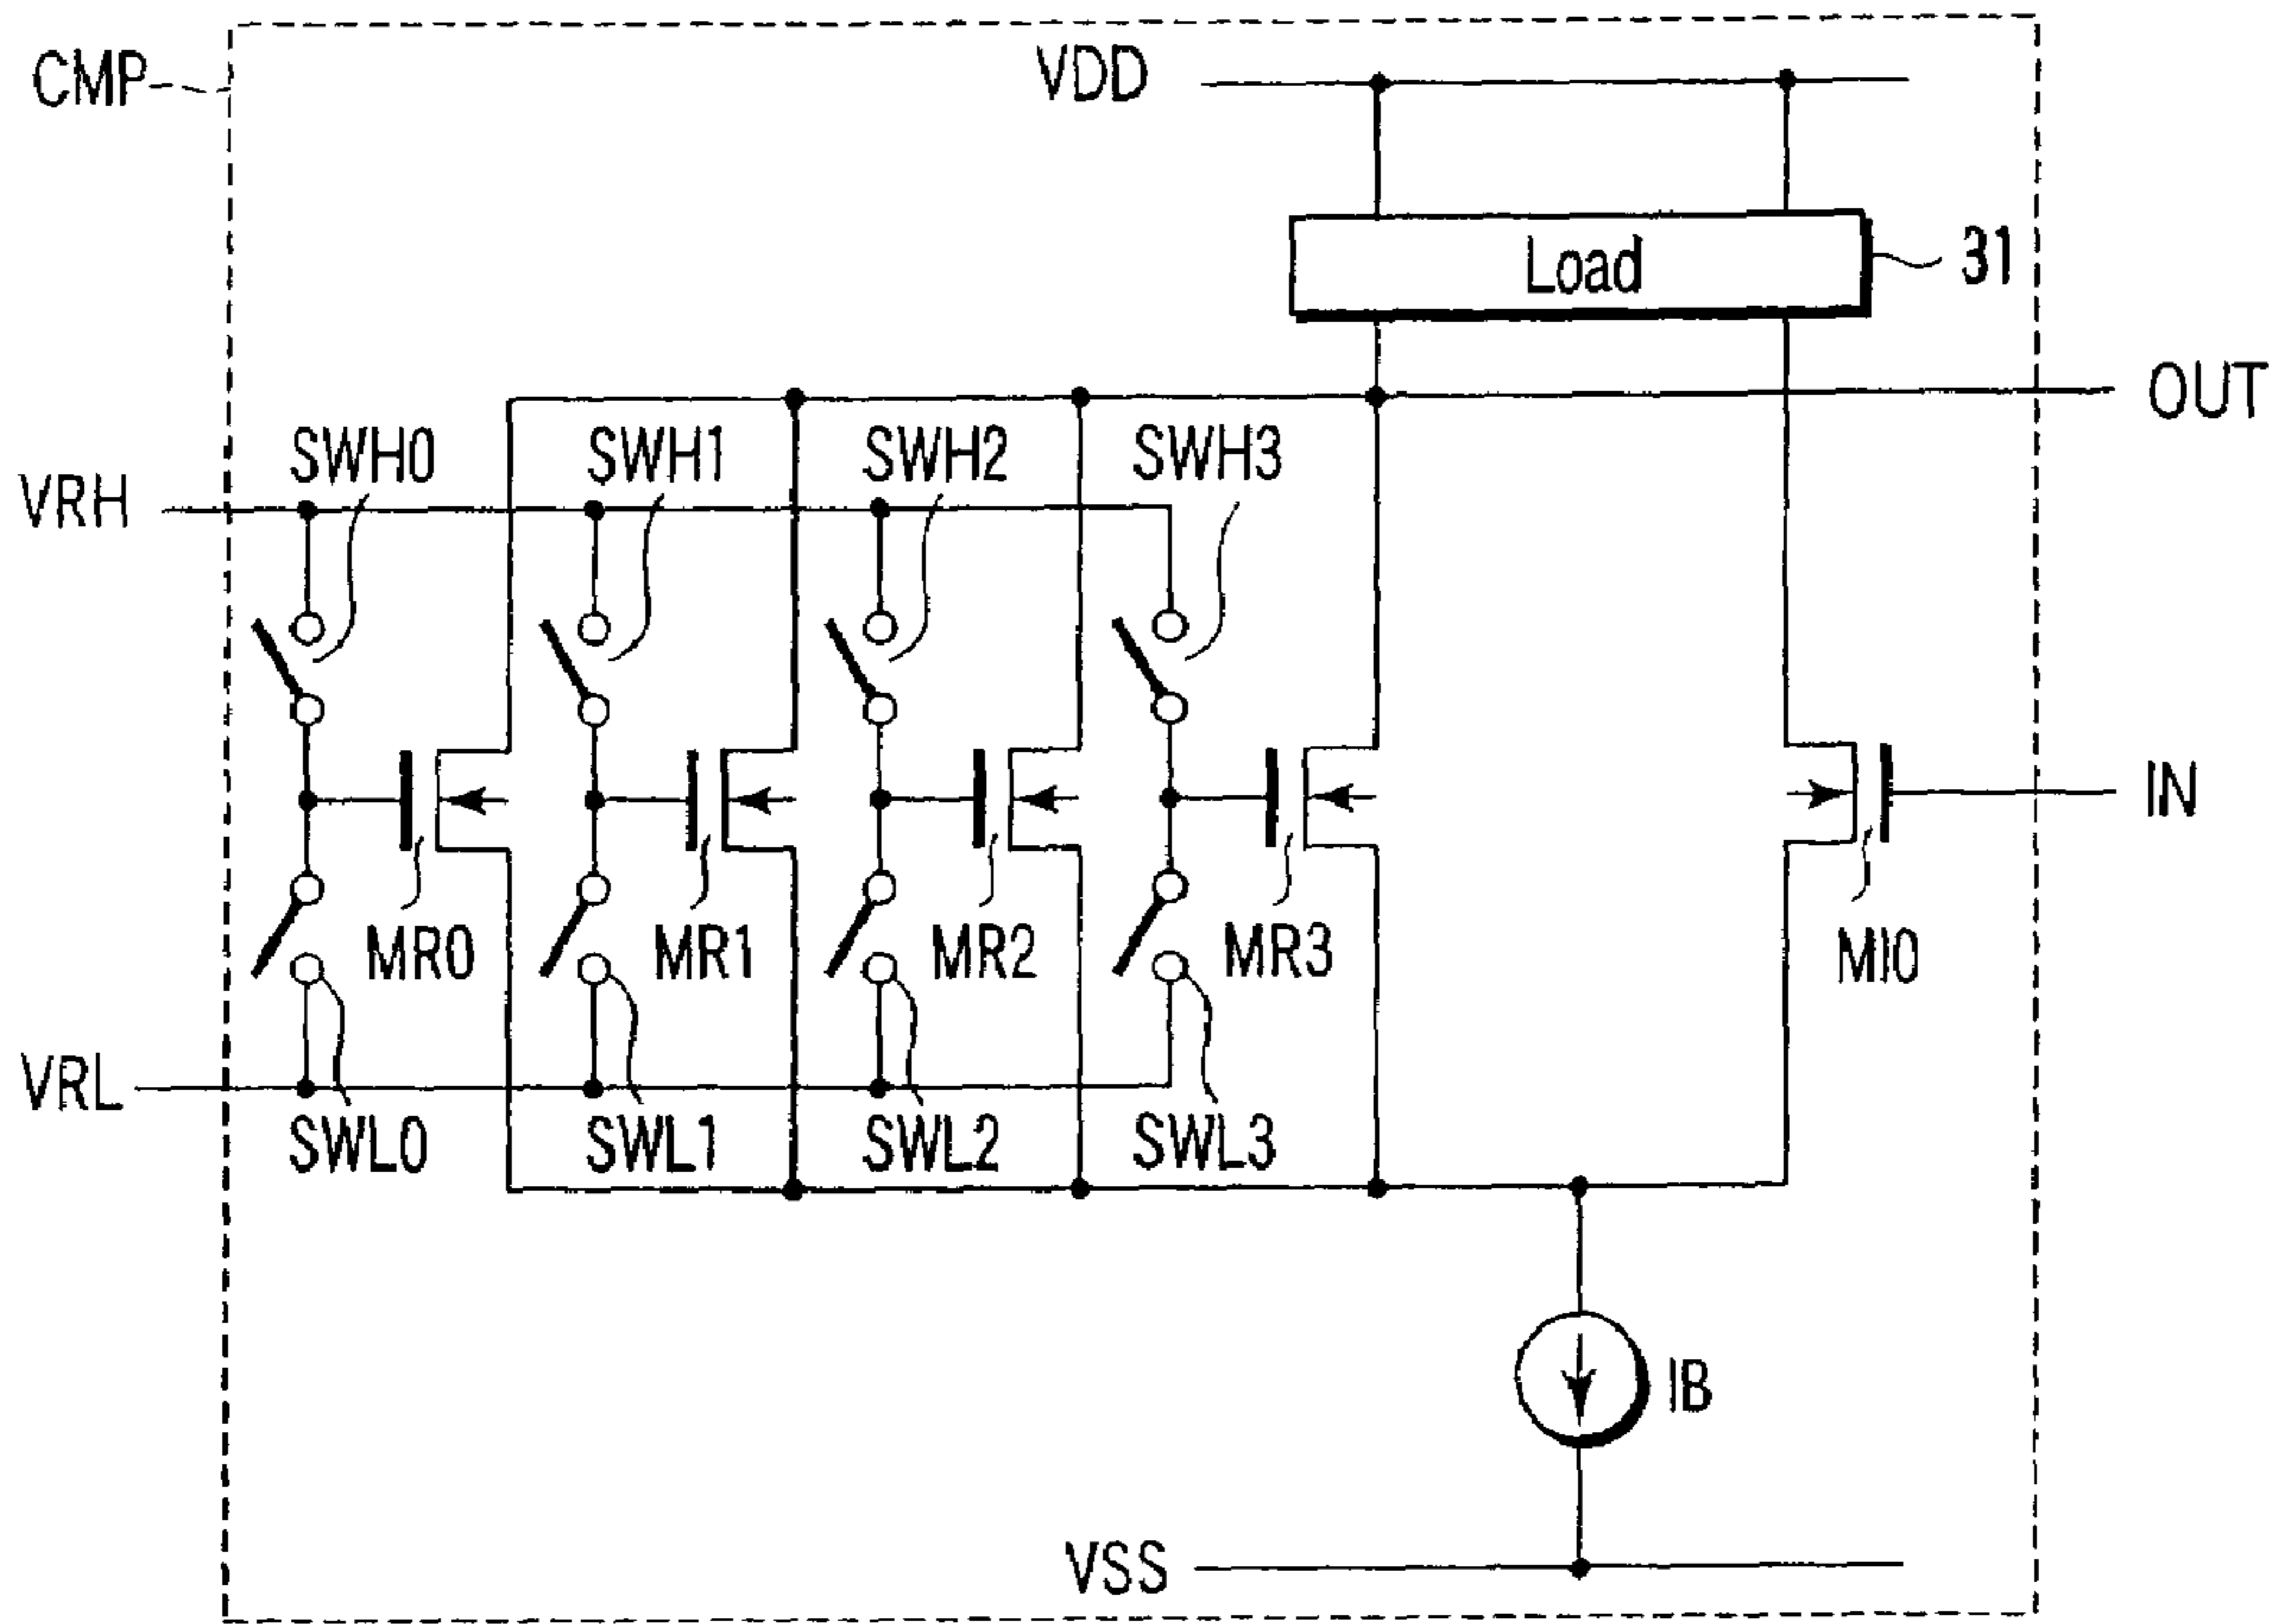 CMP
VDD
Load
31
OUT
SWH0
SWH1
SWH2
SWH3
VRH
IN
MR0
MR1
MR2
MR3
MI0
VRL
SWL0
SWL1
SWL2
SWL3
IB
VSS